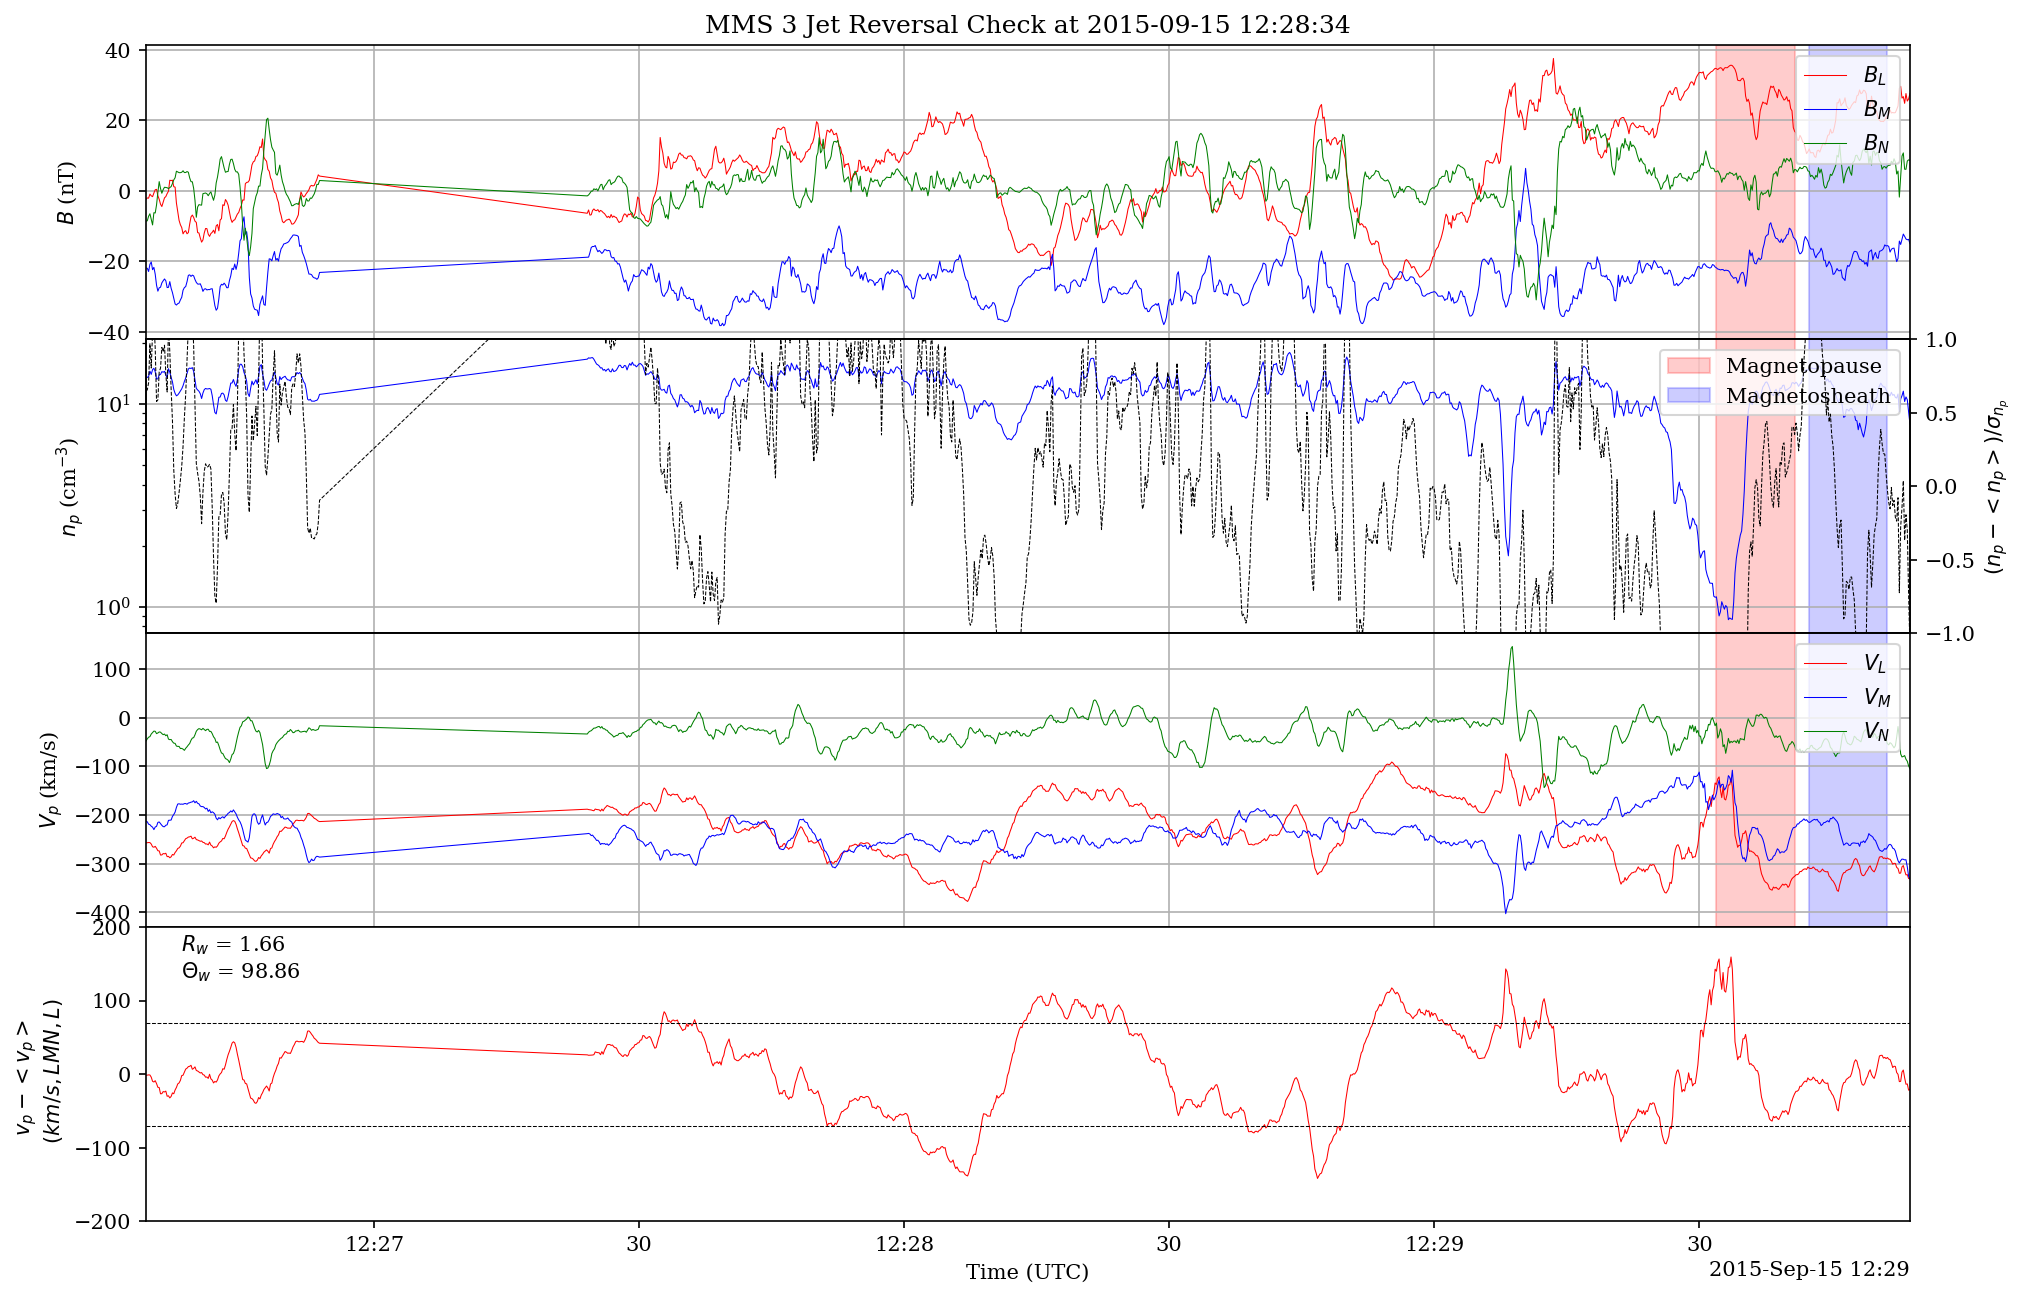 MMS 3 Jet Reversal Check at 2015-09-15 12:28:34
40
20
0
−20
−40
B (nT)
B_L
B_M
B_N
10^1
10^0
n_p (cm^−3)
Magnetopause
Magnetosheath
1.0
0.5
0.0
−0.5
−1.0
(n_p − < n_p >)/σ_{n_p}
100
0
−100
−200
−300
−400
V_p (km/s)
V_L
V_M
V_N
200
100
0
−100
−200
v_p − < v_p >
(km/s, LMN, L)
R_w = 1.66
Θ_w = 98.86
12:27 30 12:28 30 12:29 30
Time (UTC)
2015-Sep-15 12:29